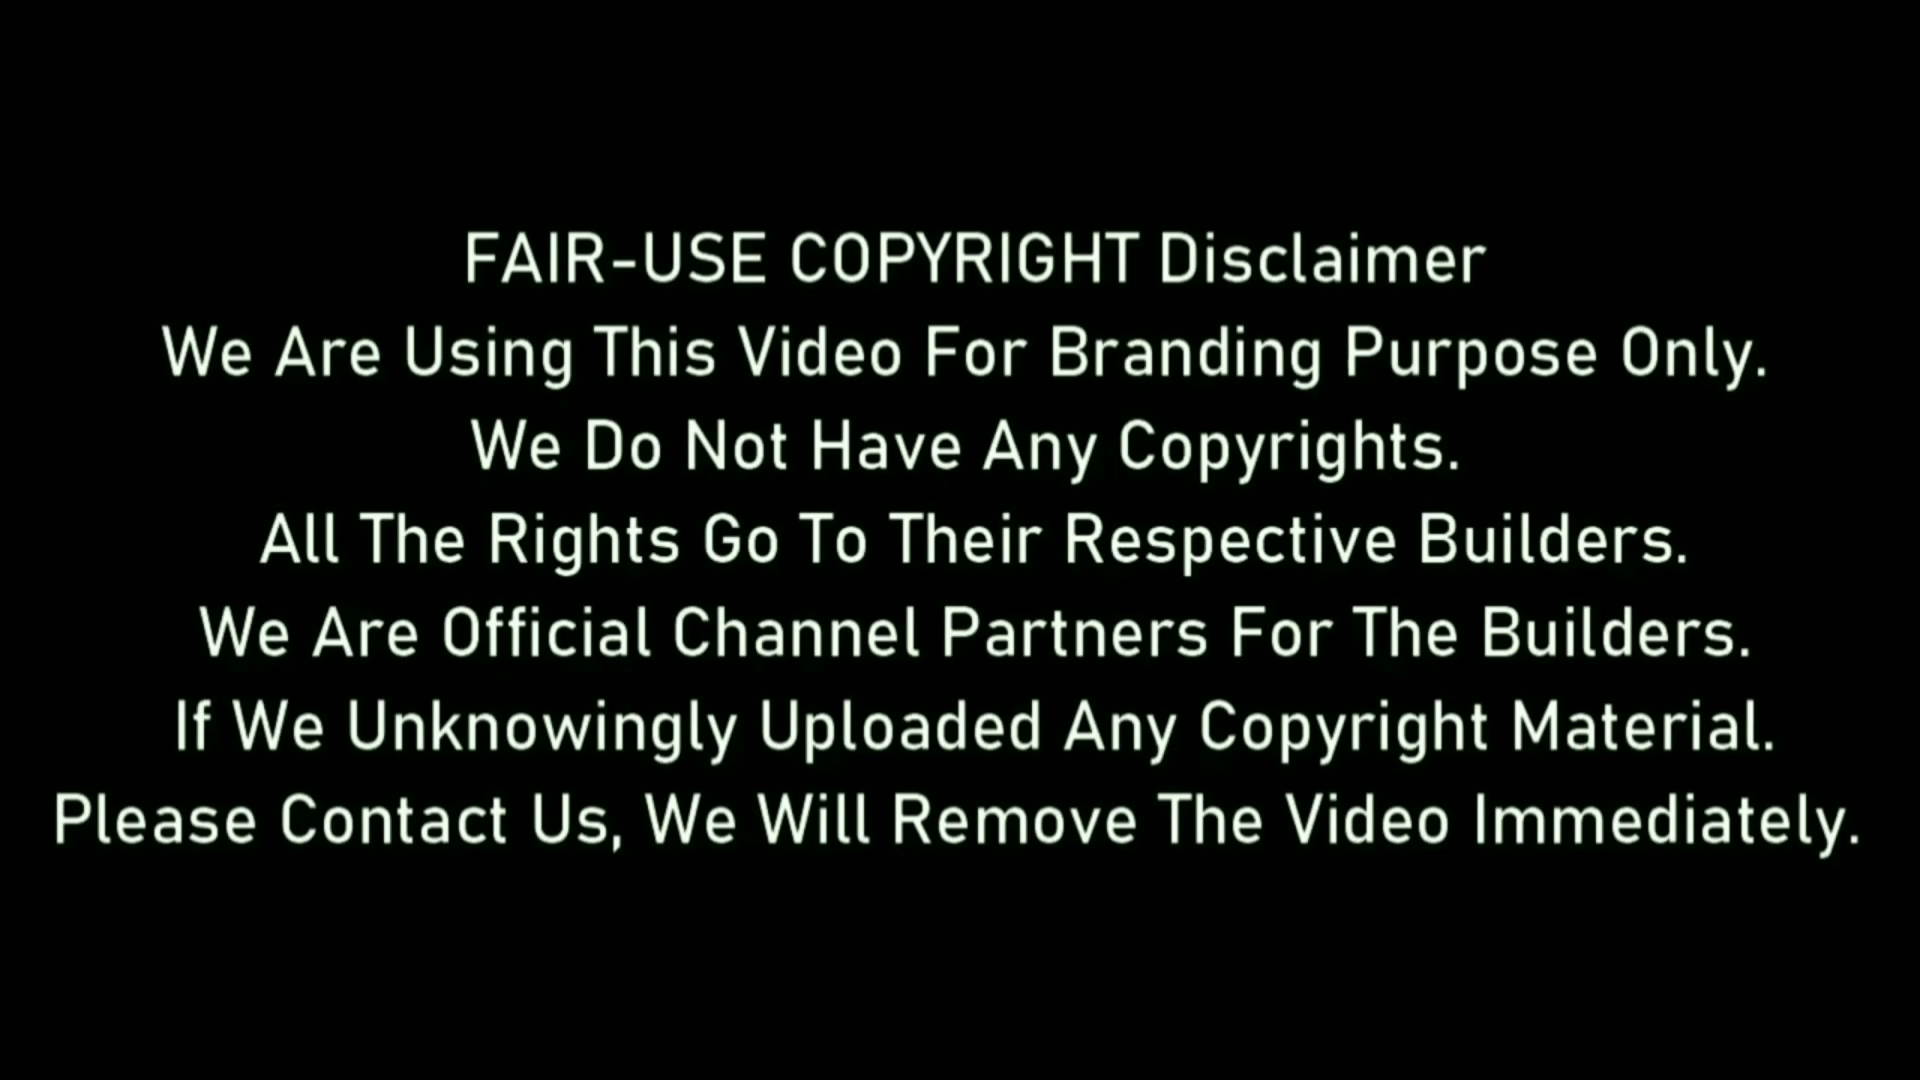 FAIR-USE COPYRIGHT Disclaimer
We Are Using This Video For Branding Purpose Only.
We Do Not Have Any Copyrights.
All The Rights Go To Their Respective Builders.
We Are Official Channel Partners For The Builders.
If We Unknowingly Uploaded Any Copyright Material.
Please Contact Us, We Will Remove The Video Immediately.